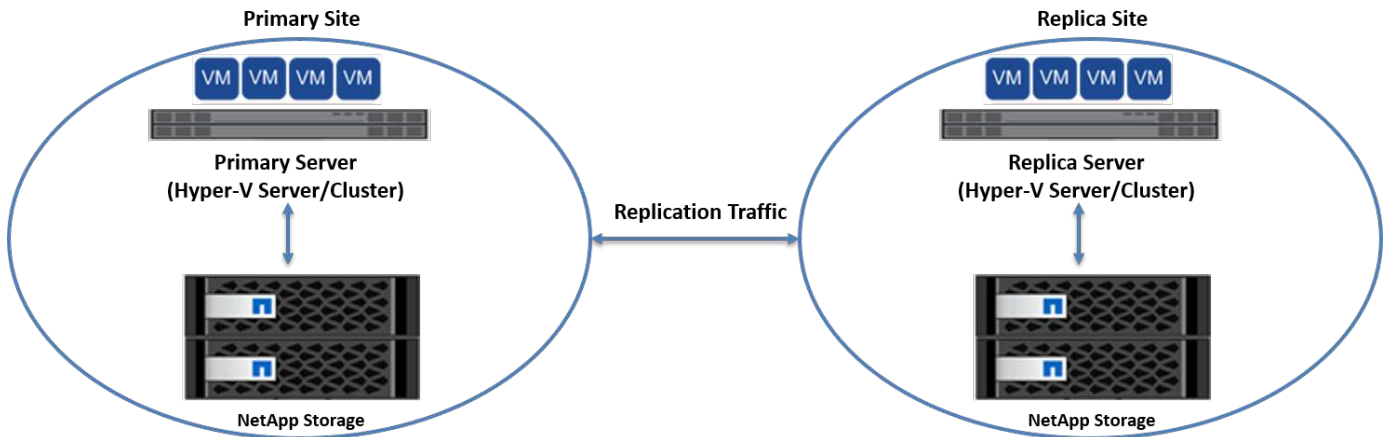 Primary Site
VM VM VM VM
Primary Server
(Hyper-V Server/Cluster)
NetApp Storage
Replication Traffic
Replica Site
VM VM VM VM
Replica Server
(Hyper-V Server/Cluster)
NetApp Storage